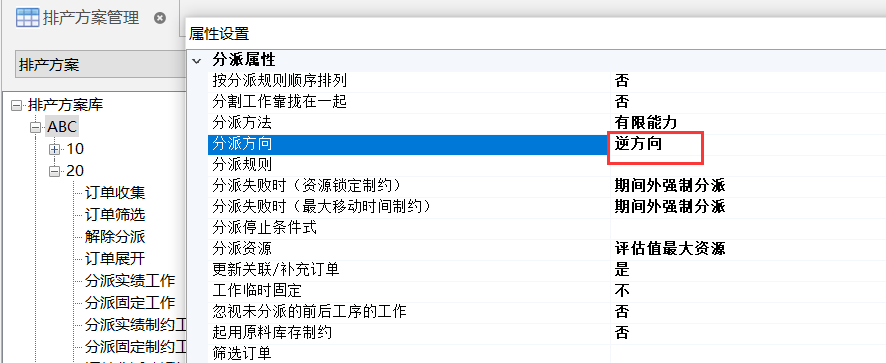 排产方案管理
属性设置
排产方案
排产方案库
ABC
10
20
订单收集
订单筛选
解除分派
订单展开
分派实绩工作
分派固定工作
分派实绩制约工
分派固定制约工
分派属性
按分派规则顺序排列 否
分割工作靠找在一起 否
分派方法 有限能力
分派方向 逆方向
分派规则
分派失败时（资源锁定制约） 期间外强制分派
分派失败时（最大移动时间制约） 期间外强制分派
分派停止条件式
分派资源 评估值最大资源
更新关联/补充订单 是
工作临时固定 不
忽视未分派的前后工序的工作 否
起用原料库存制约 否
筛选订单